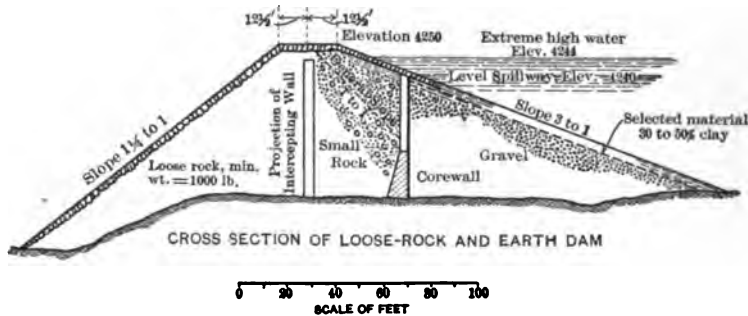 12½' 12½'
Elevation 4250
Extreme high water
Elev. 4244
Level Spillway Elev. 4240
Slope 1¼ to 1
Projection of
Intercepting Wall
Loose rock, min.
wt. = 1000 lb.
to 1
Small
Rock
Corewall
Gravel
Slope 3 to 1
Selected material
30 to 50% clay
CROSS SECTION OF LOOSE-ROCK AND EARTH DAM
0 20 40 60 80 100
SCALE OF FEET